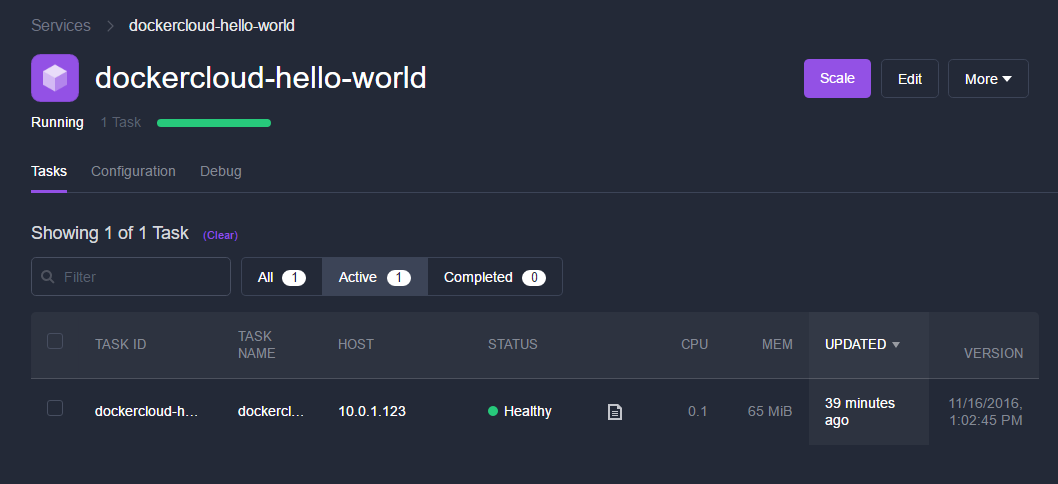 Services > dockercloud-hello-world
dockercloud-hello-world
Scale
Edit
More
Running 1 Task
Tasks Configuration Debug
Showing 1 of 1 Task (Clear)
Filter
All 1
Active 1
Completed 0
TASK ID TASK NAME HOST STATUS CPU MEM UPDATED VERSION
dockercloud-h... dockercl... 10.0.1.123 Healthy 0.1 65 MiB 39 minutes ago 11/16/2016, 1:02:45 PM